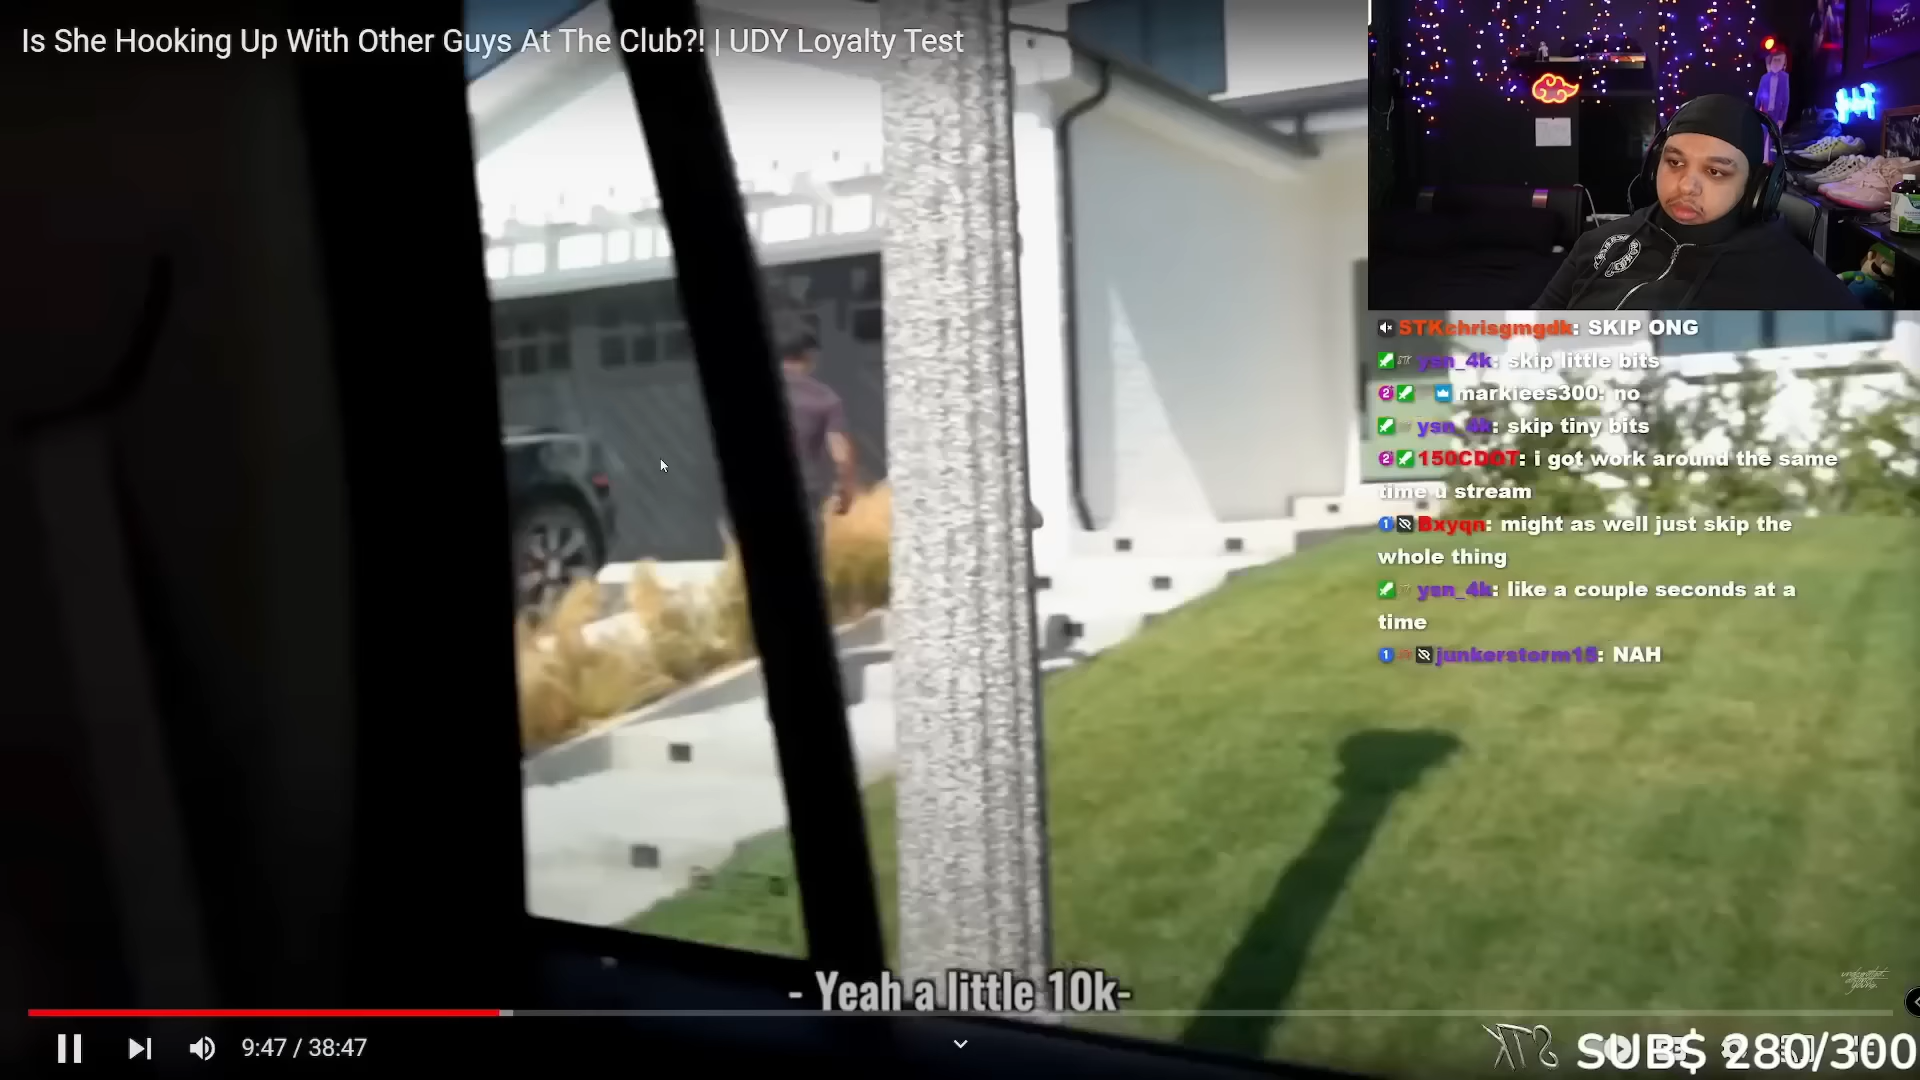 Is She Hooking Up With Other Guys At The Club?! | UDY Loyalty Test
STKchrisgmgdk: SKIP ONG
ysn_4k: skip little bits
markiees300: no
ysn_4k: skip tiny bits
150CDOT: i got work around the same
time u stream
Bxyqn: might as well just skip the
whole thing
ysn_4k: like a couple seconds at a
time
junkerstorm15: NAH
- Yeah a little 10k-
9:47 / 38:47
STK
SUB$ 280/300